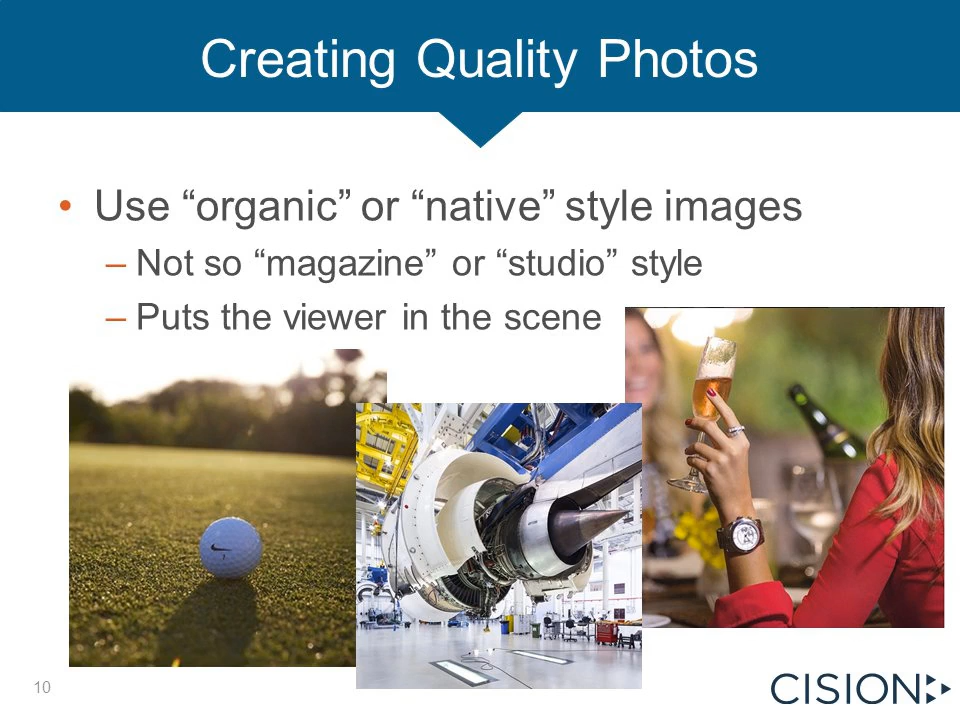 Creating Quality Photos
• Use “organic” or “native” style images
– Not so “magazine” or “studio” style
– Puts the viewer in the scene
10
CISION